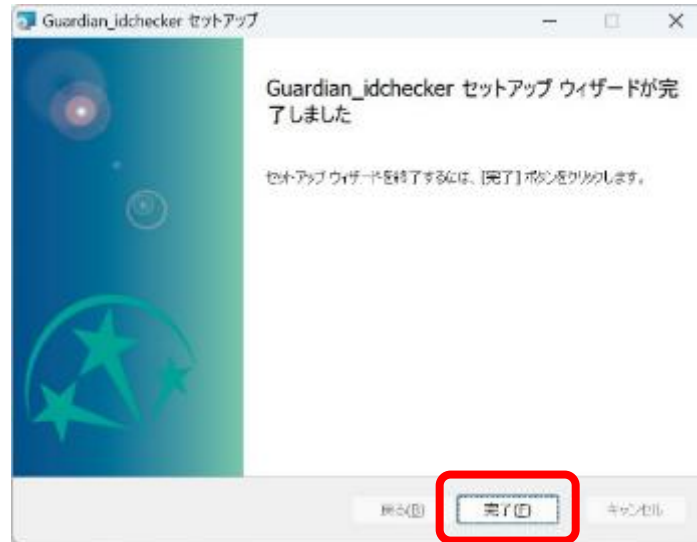 Guardian_idchecker セットアップ
Guardian_idchecker セットアップ ウィザードが完
了しました
セットアップ ウィザードを終了するには、[完了] ボタンをクリックします。
戻る(B)
完了(F)
キャンセル